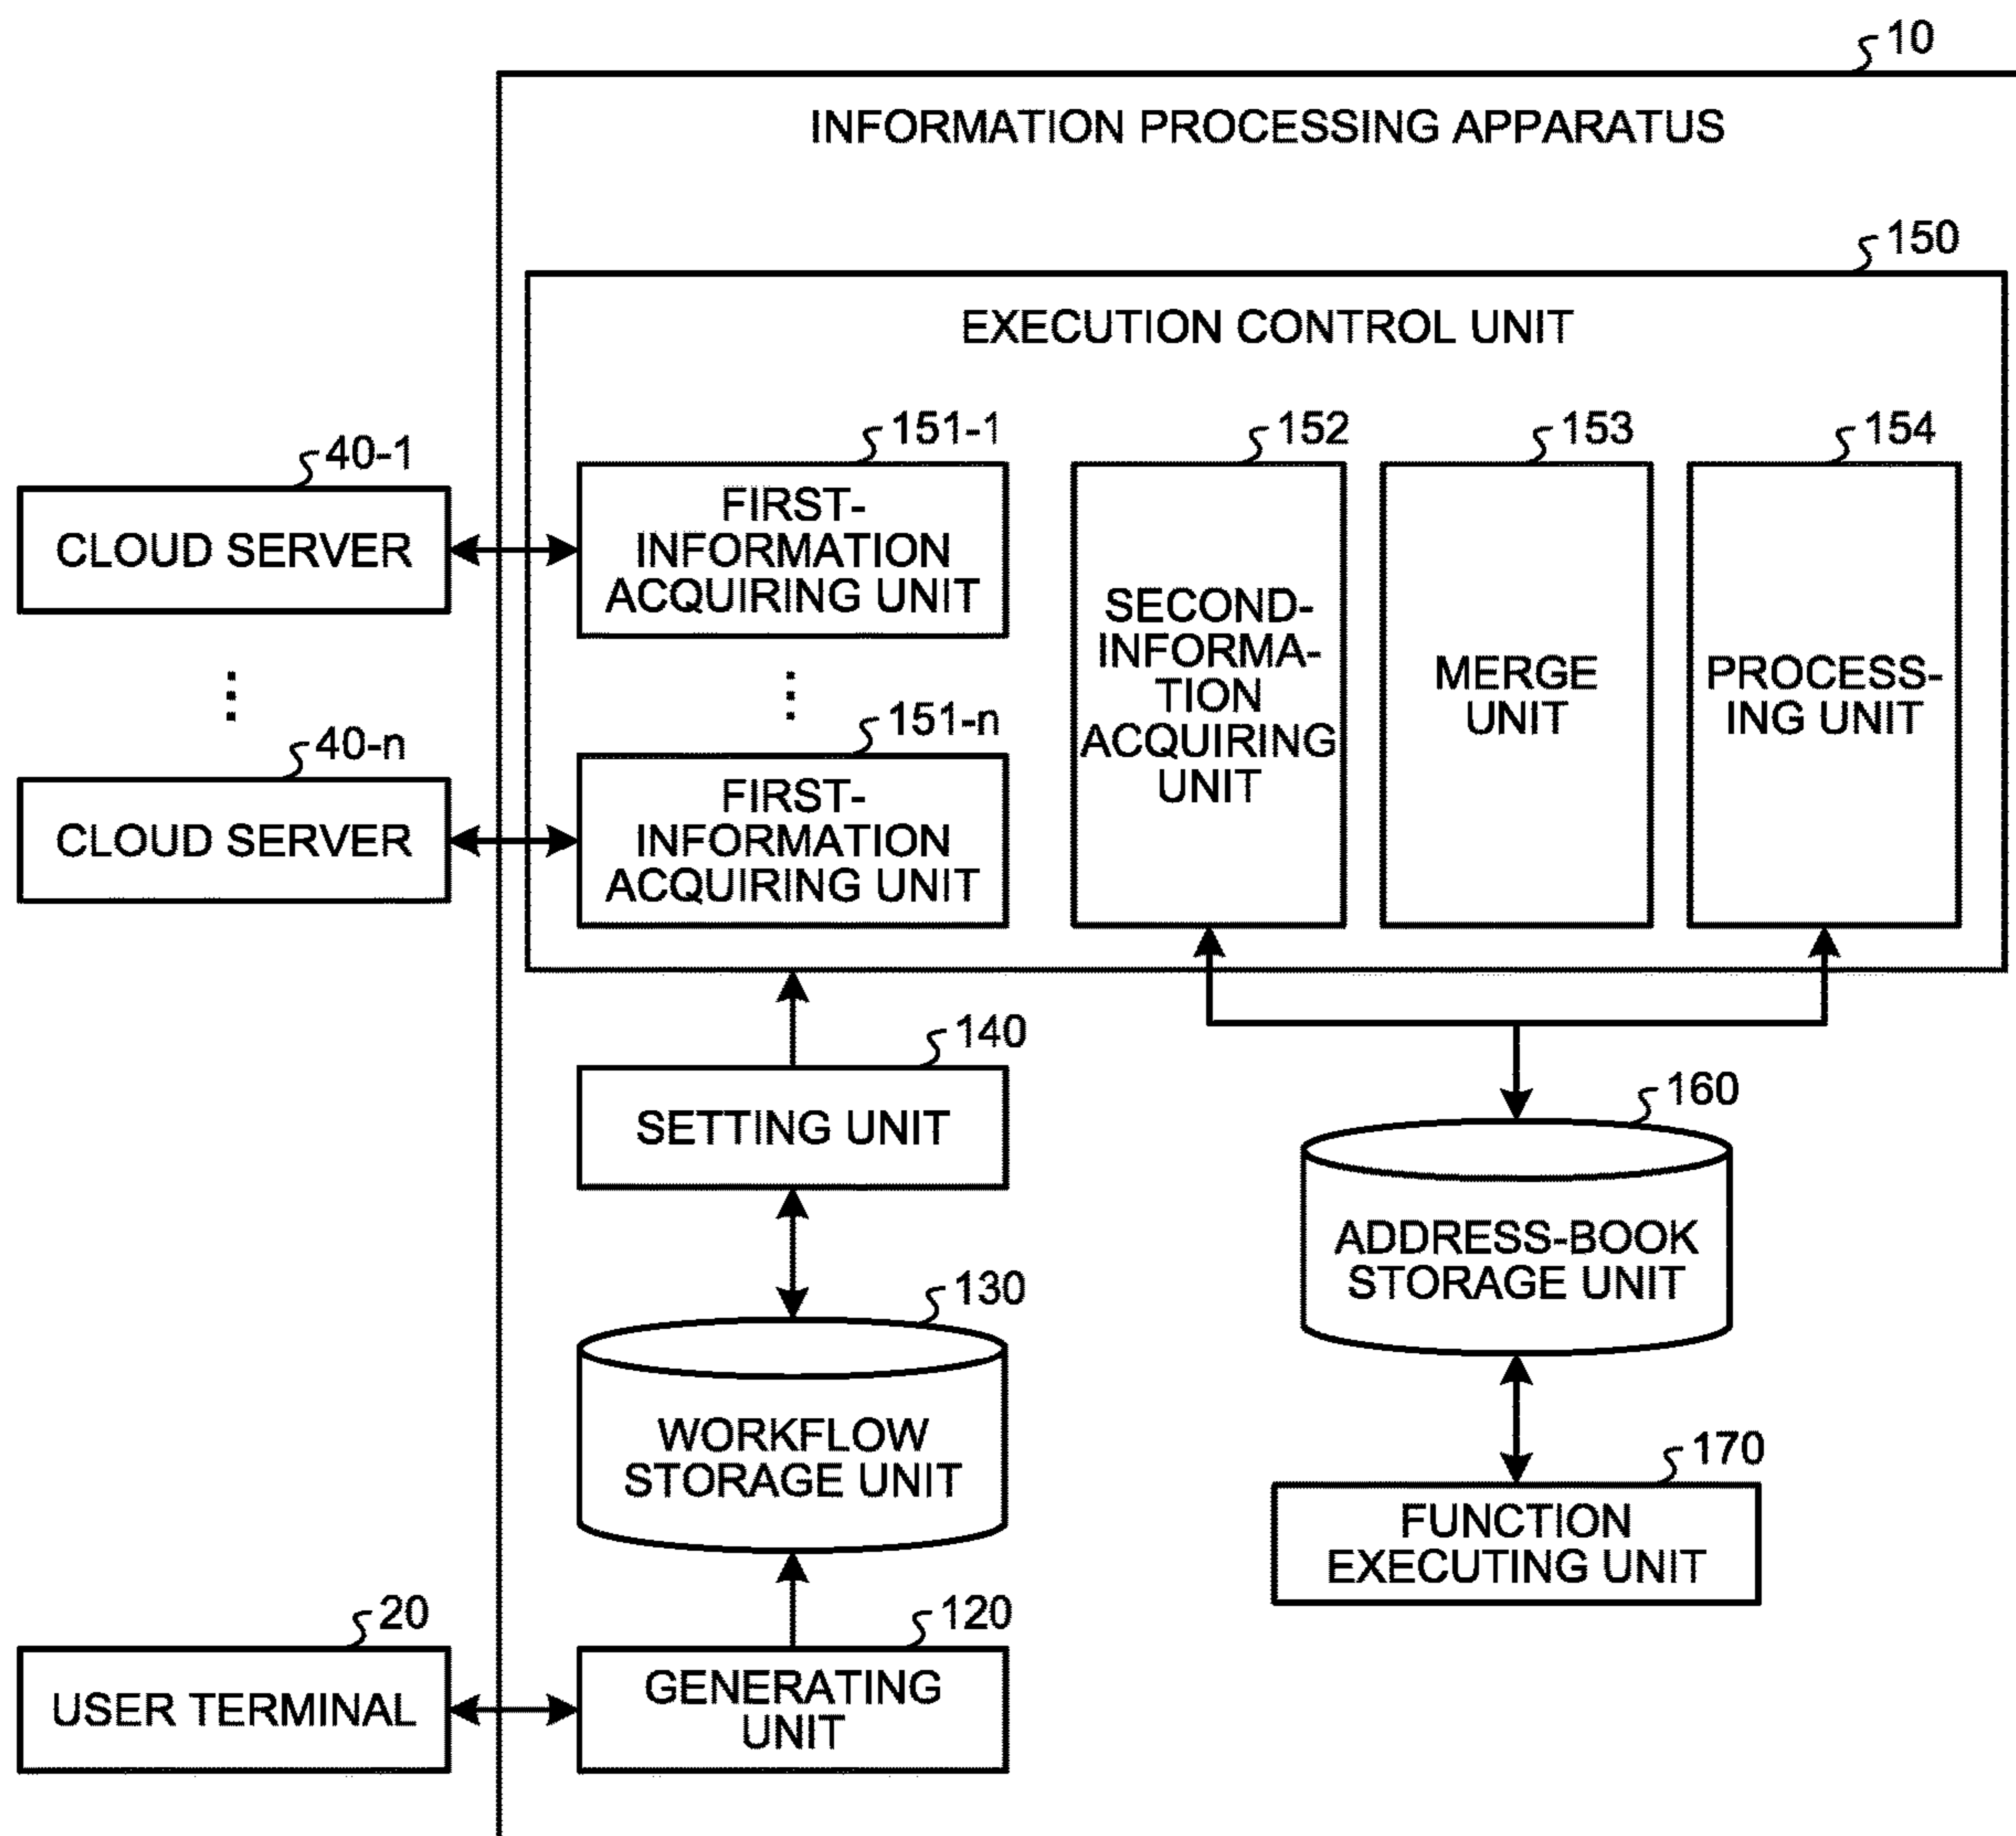 10
INFORMATION PROCESSING APPARATUS
150
EXECUTION CONTROL UNIT
40-1
CLOUD SERVER
151-1
FIRST-
INFORMATION
ACQUIRING UNIT
40-n
CLOUD SERVER
151-n
FIRST-
INFORMATION
ACQUIRING UNIT
152
SECOND-
INFORMA-
TION
ACQUIRING
UNIT
153
MERGE
UNIT
154
PROCESS-
ING UNIT
140
SETTING UNIT
160
ADDRESS-BOOK
STORAGE UNIT
130
WORKFLOW
STORAGE UNIT
170
FUNCTION
EXECUTING UNIT
20
USER TERMINAL
120
GENERATING
UNIT